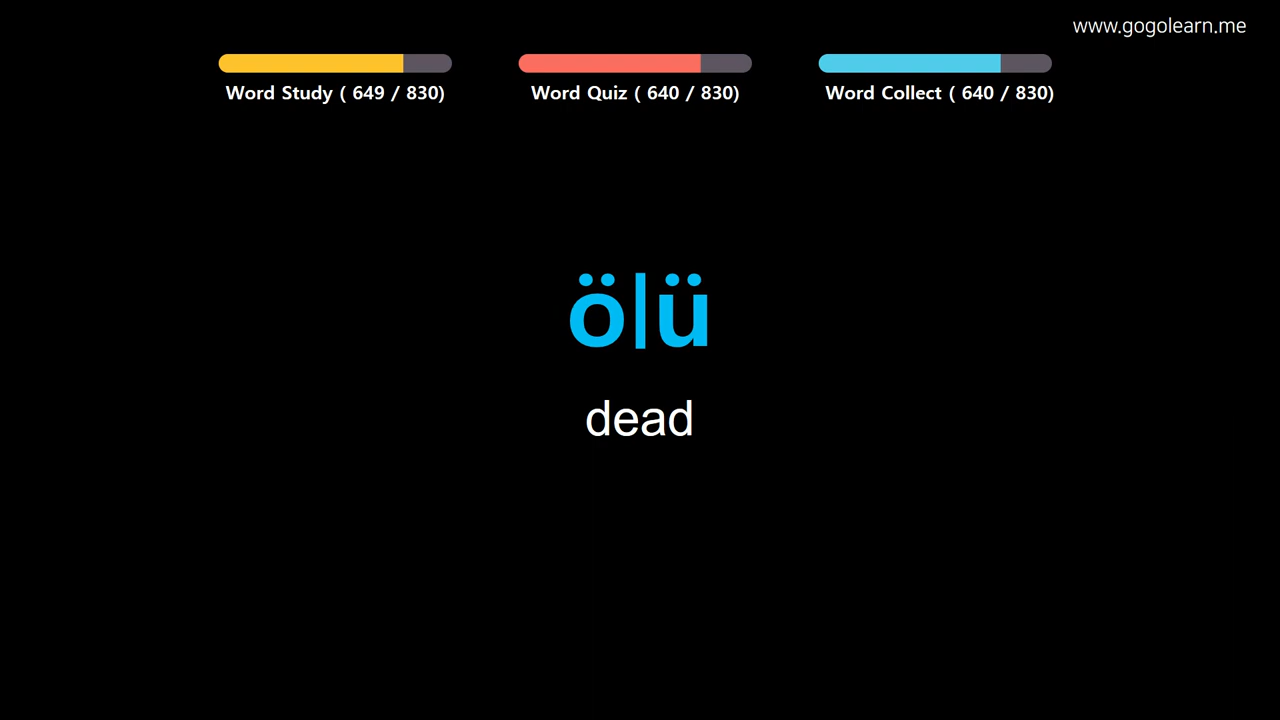 www.gogolearn.me
Word Study ( 649 / 830)
Word Quiz ( 640 / 830)
Word Collect ( 640 / 830)
ölü
dead